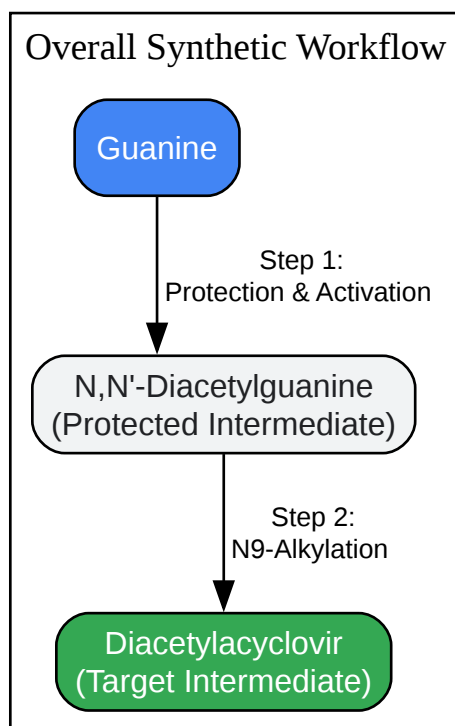 Overall Synthetic Workflow
Guanine
Step 1:
Protection & Activation
N,N'-Diacetylguanine
(Protected Intermediate)
Step 2:
N9-Alkylation
Diacetylacyclovir
(Target Intermediate)